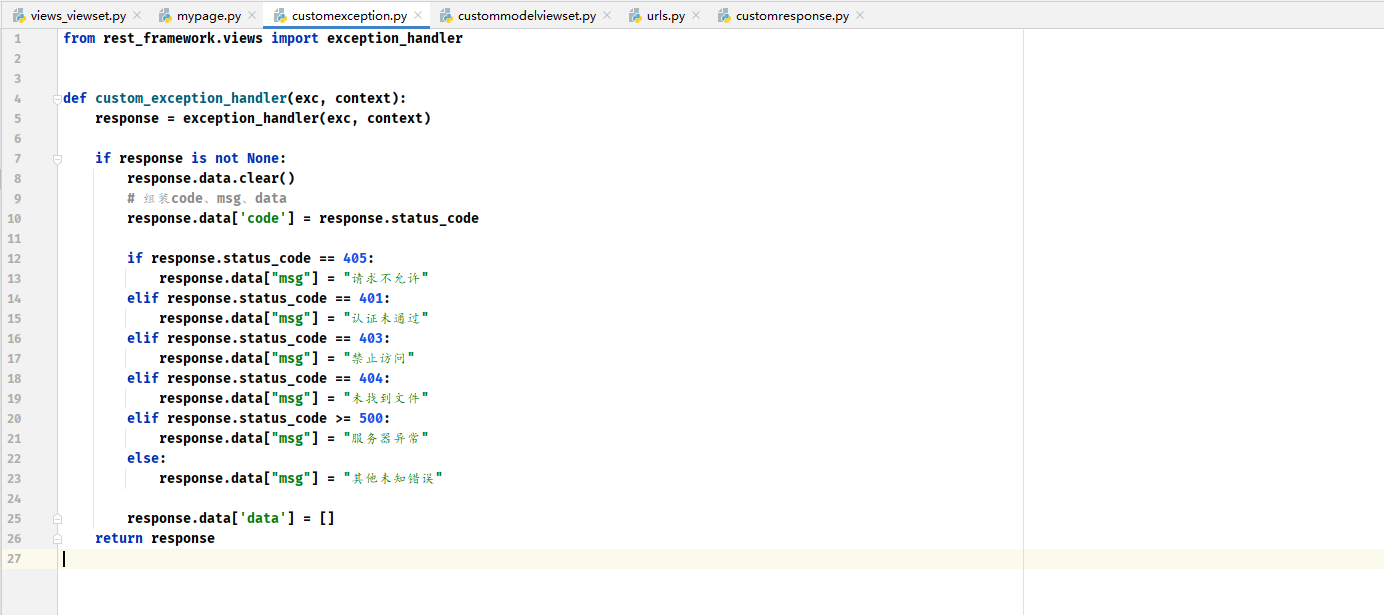 views_viewset.py mypage.py customexception.py custommodelviewset.py urls.py customresponse.py
1 from rest_framework.views import exception_handler
2
3
4 def custom_exception_handler(exc, context):
5 response = exception_handler(exc, context)
6
7 if response is not None:
8 response.data.clear()
9 # 组装code、msg、data
10 response.data['code'] = response.status_code
11
12 if response.status_code == 405:
13 response.data["msg"] = "请求不允许"
14 elif response.status_code == 401:
15 response.data["msg"] = "认证未通过"
16 elif response.status_code == 403:
17 response.data["msg"] = "禁止访问"
18 elif response.status_code == 404:
19 response.data["msg"] = "未找到文件"
20 elif response.status_code >= 500:
21 response.data["msg"] = "服务器异常"
22 else:
23 response.data["msg"] = "其他未知错误"
24
25 response.data['data'] = []
26 return response
27